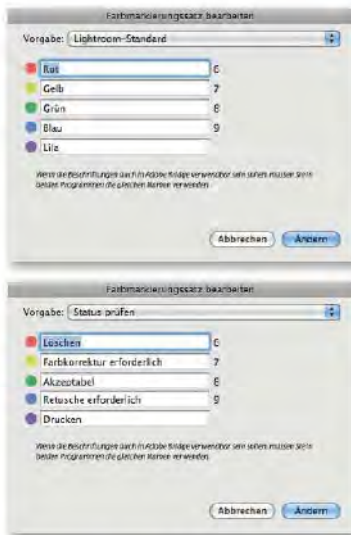 Farbmarkierungssatz bearbeiten
Vorgabe: Lightroom-Standard
Rot 6
Gelb 7
Grün 8
Blau 9
Lila
Wenn die Beschriftungen auch in Adobe Bridge verwendbar sein sollen, müssen Sie in
beiden Programmen die gleichen Namen verwenden.
Abbrechen Ändern
Farbmarkierungssatz bearbeiten
Vorgabe: Status prüfen
Löschen 6
Farbkorrektur erforderlich 7
Akzeptabel 8
Retusche erforderlich 9
Drucken
Wenn die Beschriftungen auch in Adobe Bridge verwendbar sein sollen, müssen Sie in
beiden Programmen die gleichen Namen verwenden.
Abbrechen Ändern